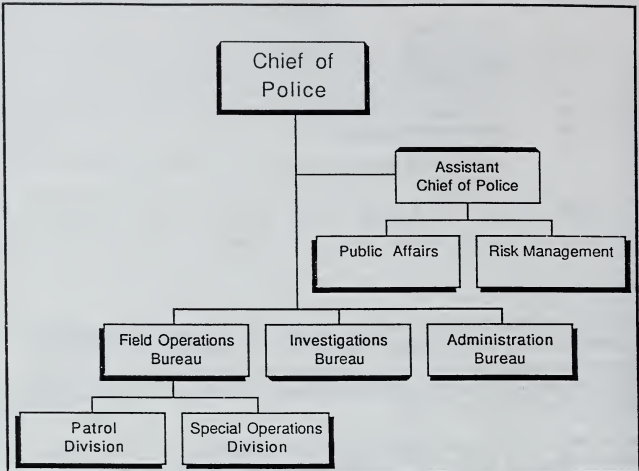 Chief of
Police
Assistant
Chief of Police
Public Affairs
Risk Management
Field Operations
Bureau
Investigations
Bureau
Administration
Bureau
Patrol
Division
Special Operations
Division